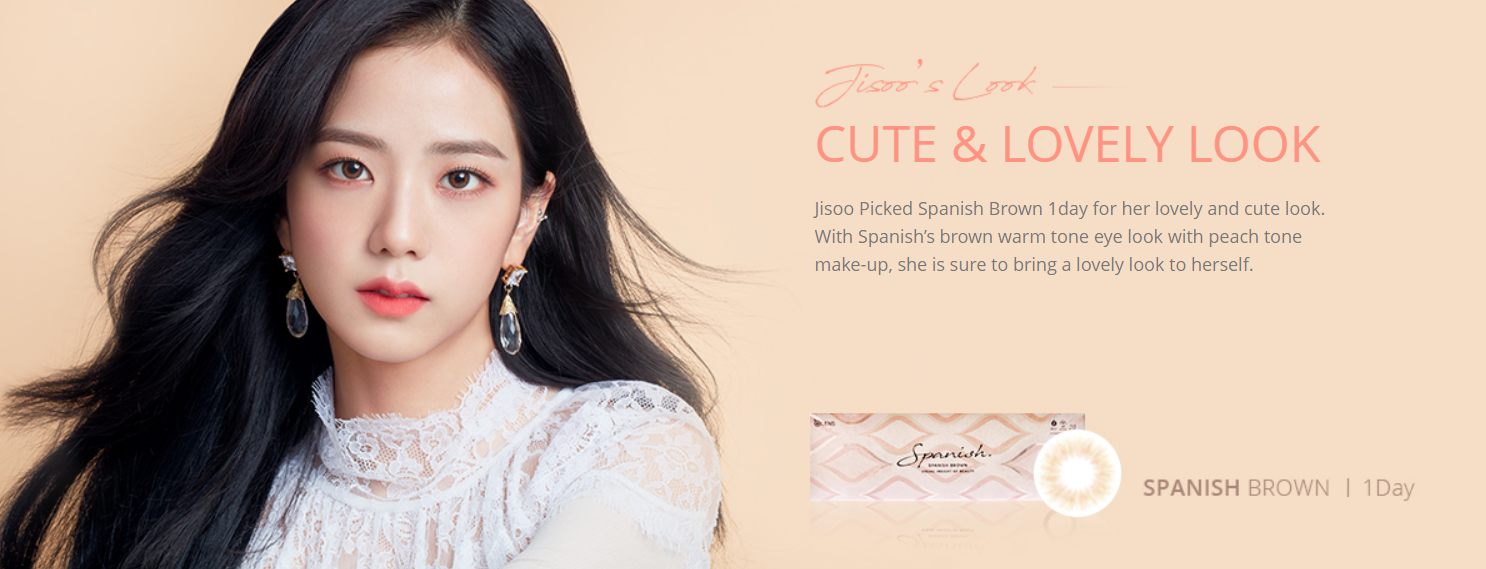 Jisoo's Look
CUTE & LOVELY LOOK
Jisoo Picked Spanish Brown 1day for her lovely and cute look.
With Spanish’s brown warm tone eye look with peach tone
make-up, she is sure to bring a lovely look to herself.
Spanish.
SPANISH BROWN
SPANISH BROWN | 1Day